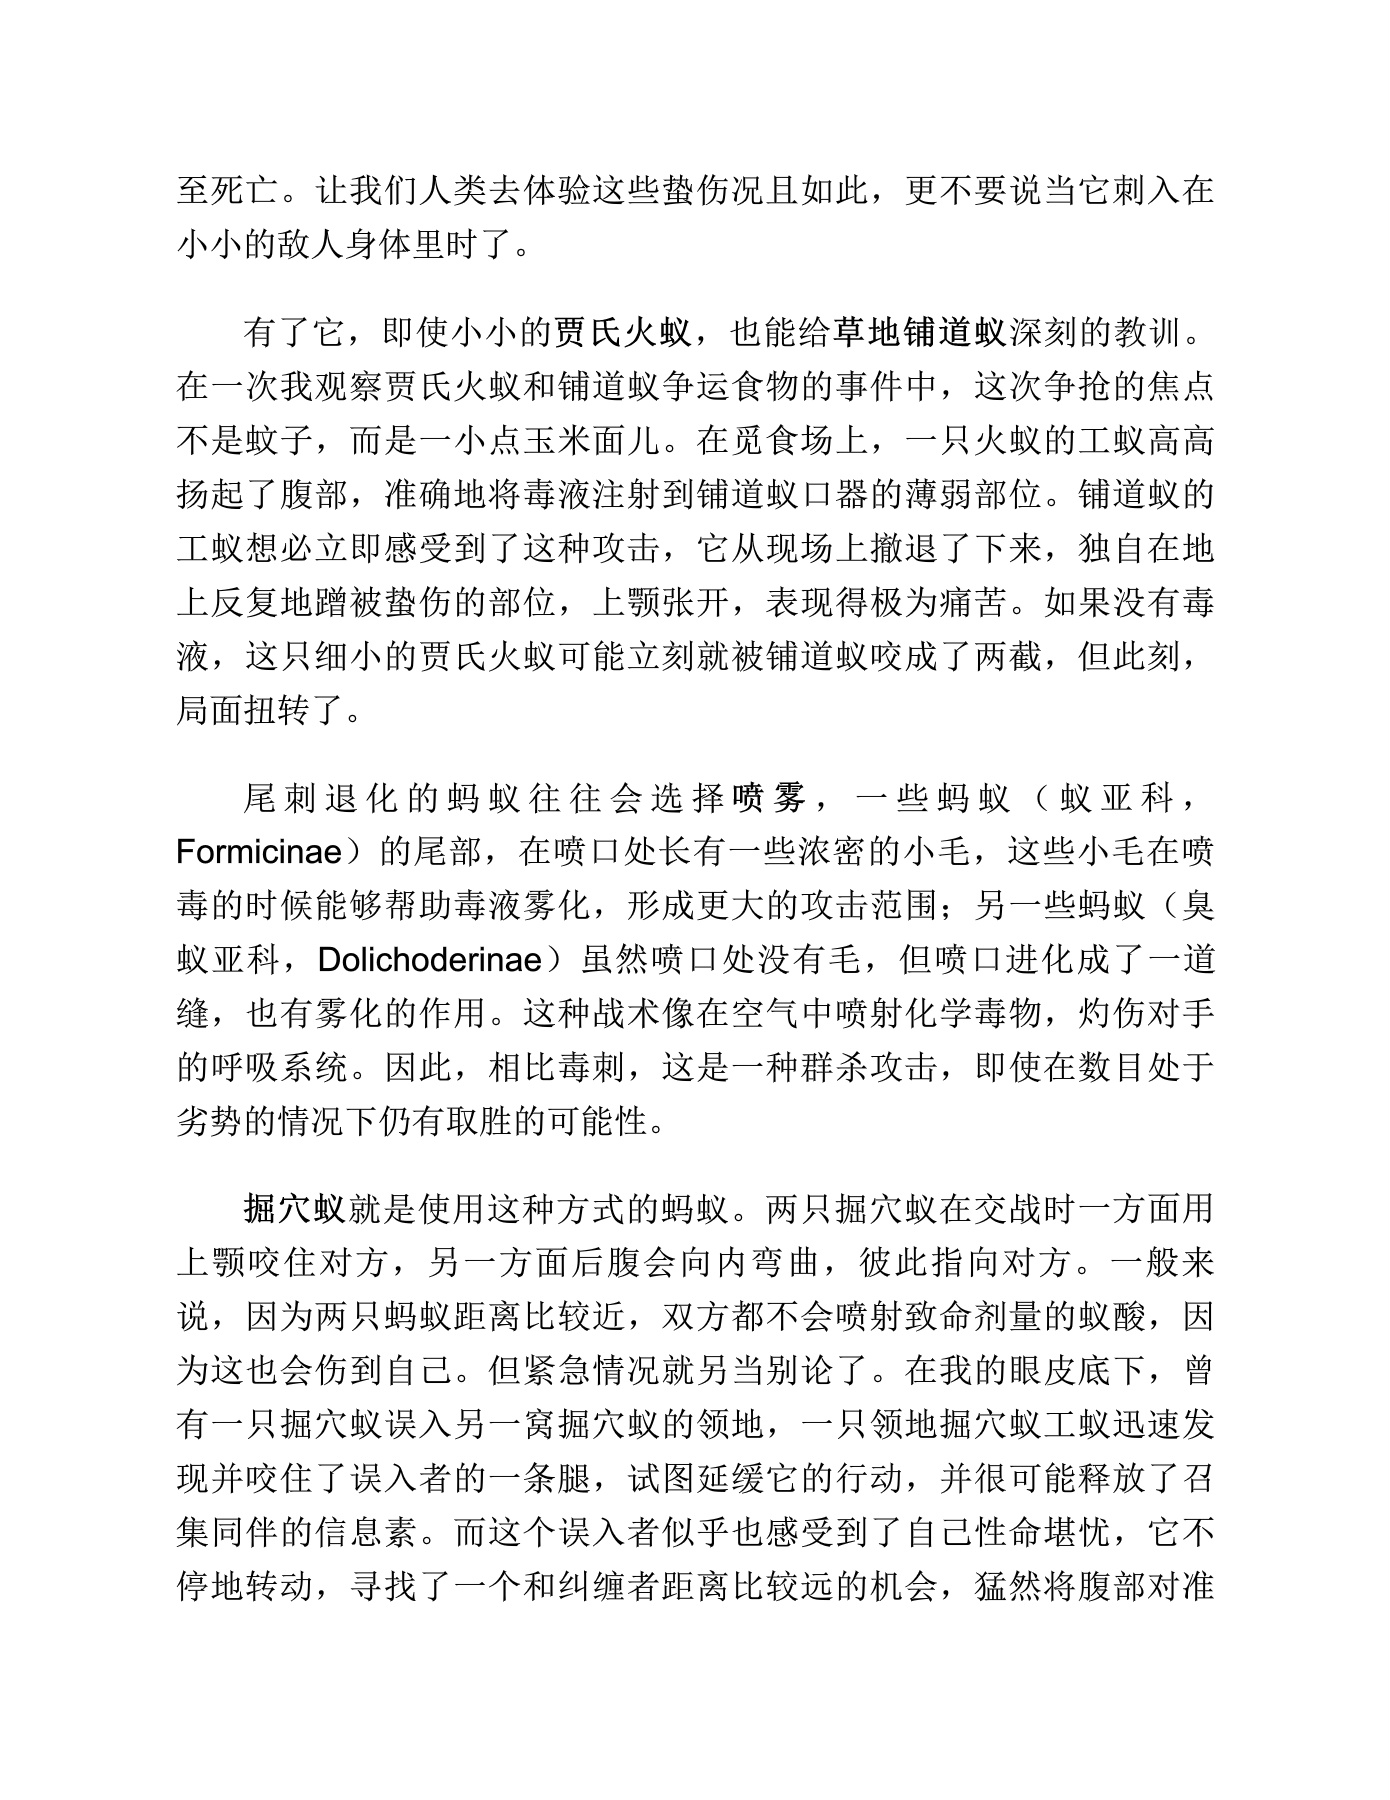 至死亡。让我们人类去体验这些蛰伤况且如此，更不要说当它刺入在
小小的敌人身体里时了。
有了它，即使小小的贾氏火蚁，也能给草地铺道蚁深刻的教训。
在一次我观察贾氏火蚁和铺道蚁争运食物的事件中，这次争抢的焦点
不是蚊子，而是一小点玉米面儿。在觅食场上，一只火蚁的工蚁高高
扬起了腹部，准确地将毒液注射到铺道蚁口器的薄弱部位。铺道蚁的
工蚁想必立即感受到了这种攻击，它从现场上撤退了下来，独自在地
上反复地蹭被蛰伤的部位，上颚张开，表现得极为痛苦。如果没有毒
液，这只细小的贾氏火蚁可能立刻就被铺道蚁咬成了两截，但此刻，
局面扭转了。
尾刺退化的蚂蚁往往会选择喷雾，一些蚂蚁（蚁亚科，
Formicinae）的尾部，在喷口处长有一些浓密的小毛，这些小毛在喷
毒的时候能够帮助毒液雾化，形成更大的攻击范围；另一些蚂蚁（臭
蚁亚科，Dolichoderinae）虽然喷口处没有毛，但喷口进化成了一道
缝，也有雾化的作用。这种战术像在空气中喷射化学毒物，灼伤对手
的呼吸系统。因此，相比毒刺，这是一种群杀攻击，即使在数目处于
劣势的情况下仍有取胜的可能性。
掘穴蚁就是使用这种方式的蚂蚁。两只掘穴蚁在交战时一方面用
上颚咬住对方，另一方面后腹会向内弯曲，彼此指向对方。一般来
说，因为两只蚂蚁距离比较近，双方都不会喷射致命剂量的蚁酸，因
为这也会伤到自己。但紧急情况就另当别论了。在我的眼皮底下，曾
有一只掘穴蚁误入另一窝掘穴蚁的领地，一只领地掘穴蚁工蚁迅速发
现并咬住了误入者的一条腿，试图延缓它的行动，并很可能释放了召
集同伴的信息素。而这个误入者似乎也感受到了自己性命堪忧，它不
停地转动，寻找了一个和纠缠者距离比较远的机会，猛然将腹部对准